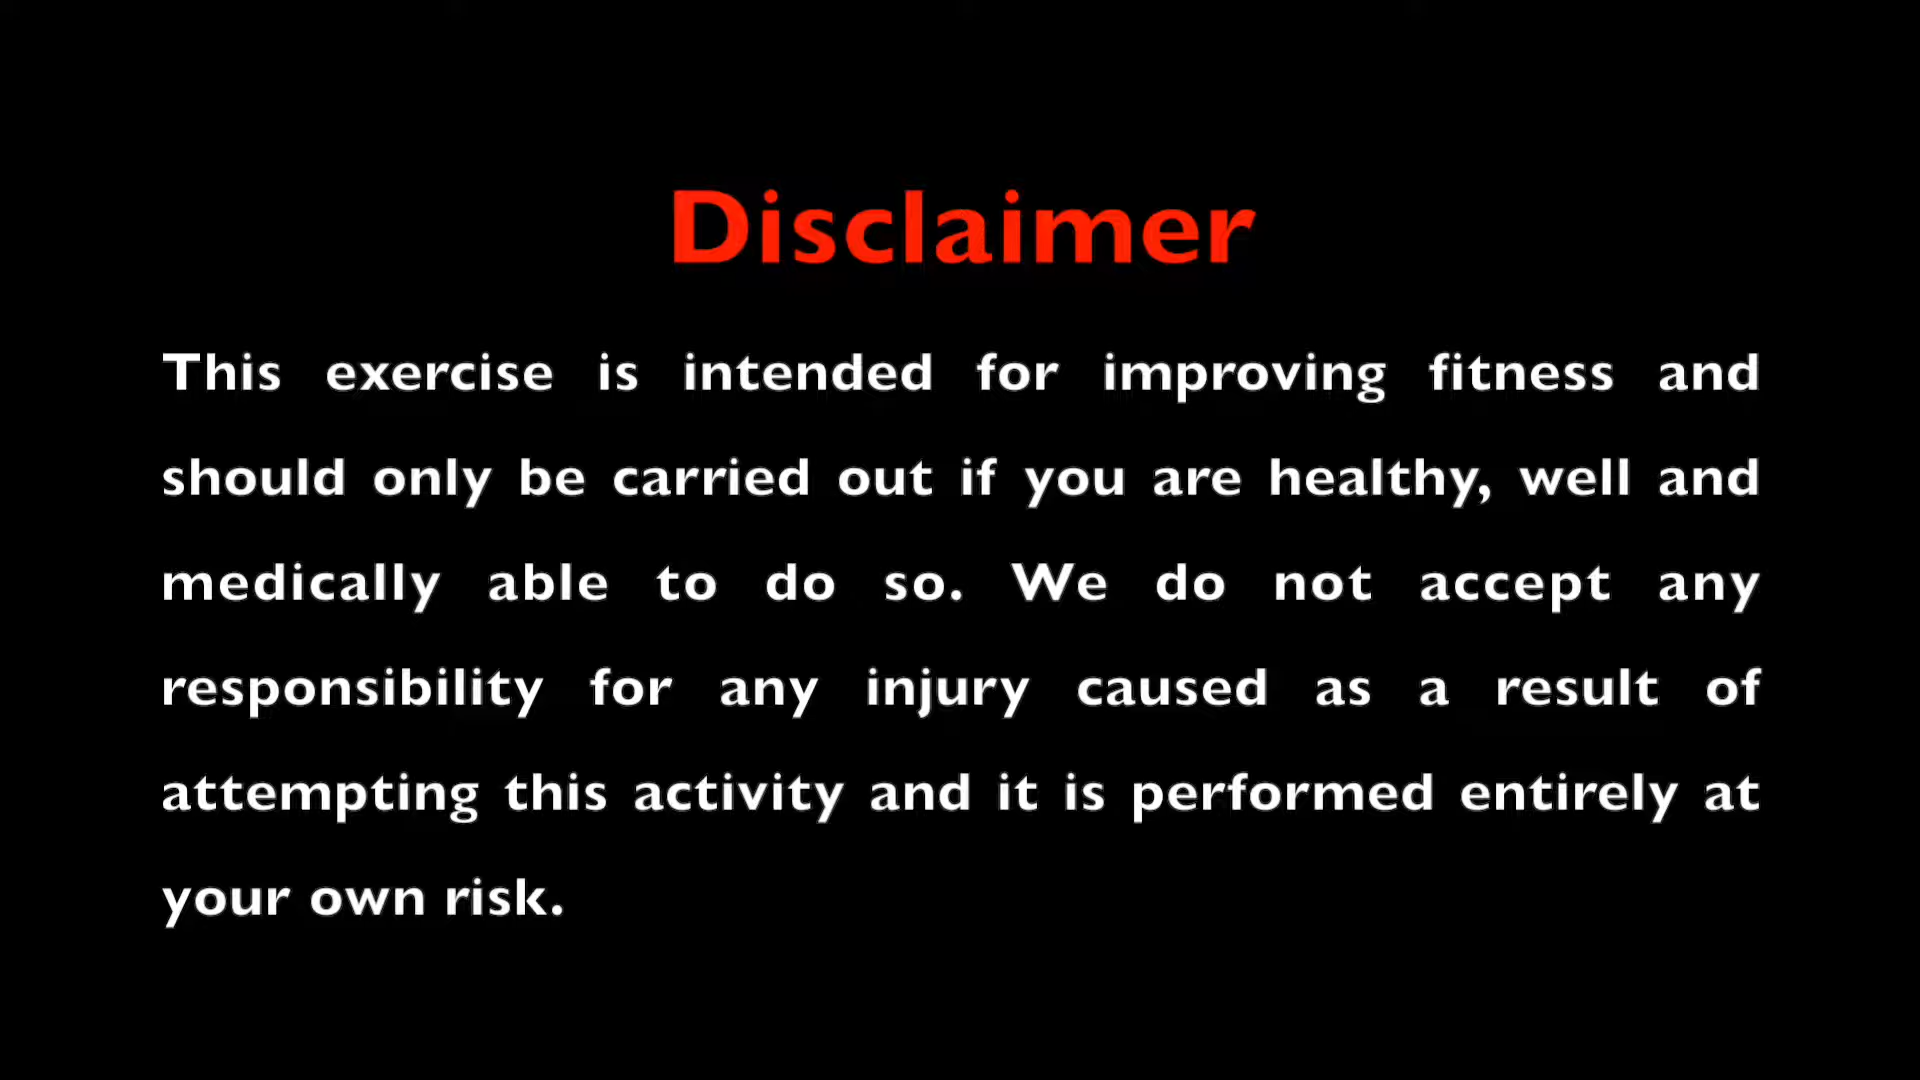 Disclaimer
This exercise is intended for improving fitness and
should only be carried out if you are healthy, well and
medically able to do so. We do not accept any
responsibility for any injury caused as a result of
attempting this activity and it is performed entirely at
your own risk.